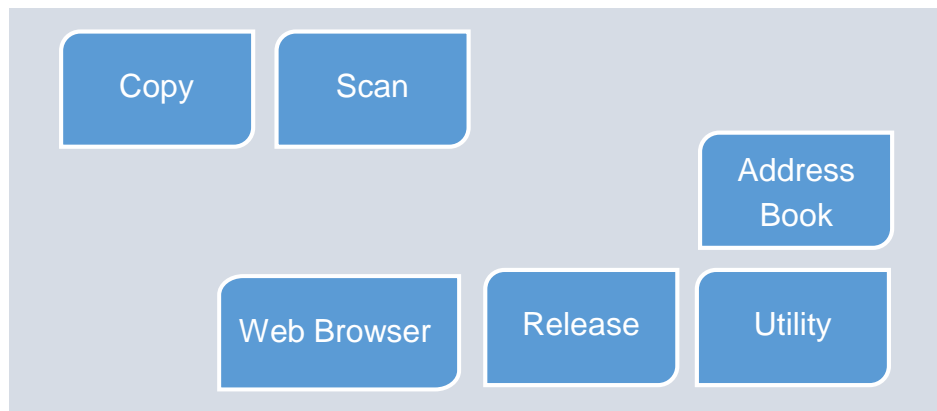 Copy
Scan
Address
Book
Web Browser
Release
Utility